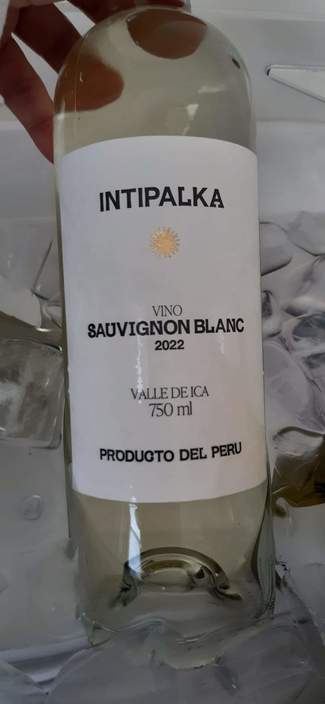 INTIPALKA
VINO
SAUVIGNON BLANC
2022
VALLE DE ICA
750 ml
PRODUCTO DEL PERU